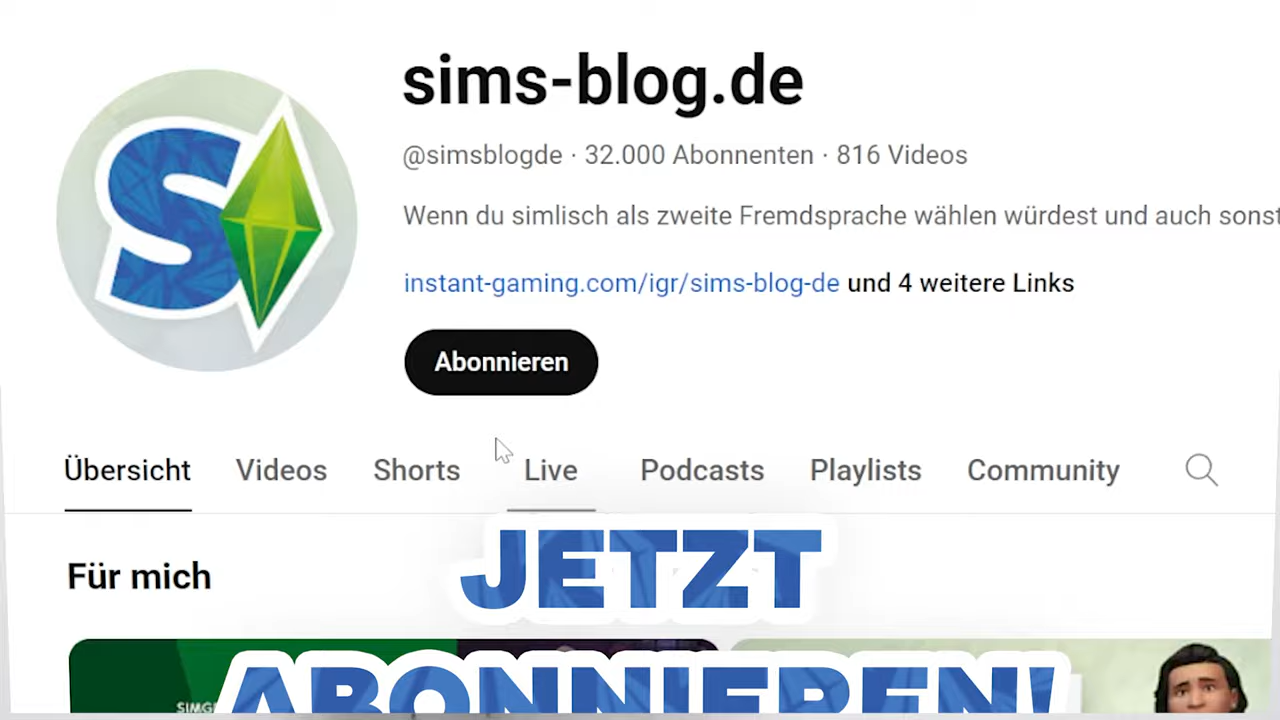 sims-blog.de
@simsblogde · 32.000 Abonnenten · 816 Videos
Wenn du simlisch als zweite Fremdsprache wählen würdest und auch sonst
instant-gaming.com/igr/sims-blog-de und 4 weitere Links
Abonnieren
Übersicht Videos Shorts Live Podcasts Playlists Community
JETZT
Für mich
ABONNIEREN!